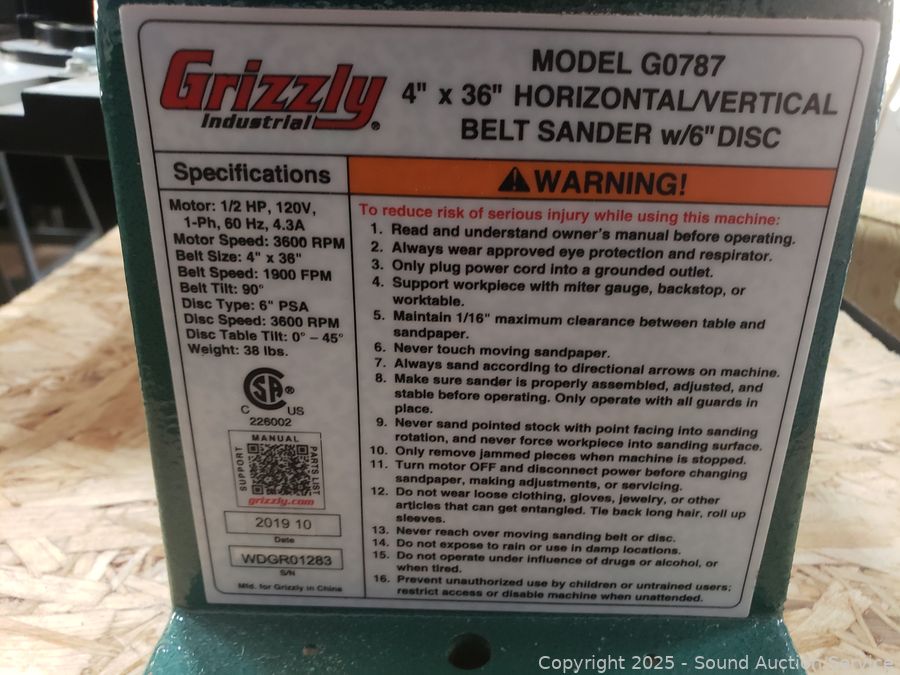 Grizzly
Industrial®
MODEL G0787
4" x 36" HORIZONTAL/VERTICAL
BELT SANDER w/6" DISC
Specifications
Motor: 1/2 HP, 120V,
1-Ph, 60 Hz, 4.3A
Motor Speed: 3600 RPM
Belt Size: 4" x 36"
Belt Speed: 1900 FPM
Belt Tilt: 90°
Disc Type: 6" PSA
Disc Speed: 3600 RPM
Disc Table Tilt: 0° – 45°
Weight: 38 lbs.
CSA®
C US
226002
MANUAL
SUPPORT
PARTS LIST
grizzly.com
2019 10
Date
WDGR01283
S/N
Mfd. for Grizzly in China
WARNING!
To reduce risk of serious injury while using this machine:
1. Read and understand owner's manual before operating.
2. Always wear approved eye protection and respirator.
3. Only plug power cord into a grounded outlet.
4. Support workpiece with miter gauge, backstop, or
worktable.
5. Maintain 1/16" maximum clearance between table and
sandpaper.
6. Never touch moving sandpaper.
7. Always sand according to directional arrows on machine.
8. Make sure sander is properly assembled, adjusted, and
stable before operating. Only operate with all guards in
place.
9. Never sand pointed stock with point facing into sanding
rotation, and never force workpiece into sanding surface.
10. Only remove jammed pieces when machine is stopped.
11. Turn motor OFF and disconnect power before changing
sandpaper, making adjustments, or servicing.
12. Do not wear loose clothing, gloves, jewelry, or other
articles that can get entangled. Tie back long hair, roll up
sleeves.
13. Never reach over moving sanding belt or disc.
14. Do not expose to rain or use in damp locations.
15. Do not operate under influence of drugs or alcohol, or
when tired.
16. Prevent unauthorized use by children or untrained users;
restrict access or disable machine when unattended.
Copyright 2025 - Sound Auction Service